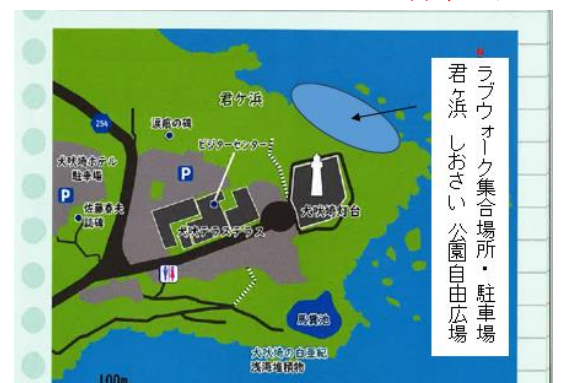 ラブウォーク集合場所・駐車場
君ヶ浜 しおさい 公園自由広場
君ケ浜
254
涙痕の碑
ビジターセンター
犬吠埼ホテル
駐車場
P
P
佐藤春夫
詩碑
犬吠テラステラス
犬吠埼灯台
馬糞池
犬吠埼の白亜紀
浅海堆積物
100m